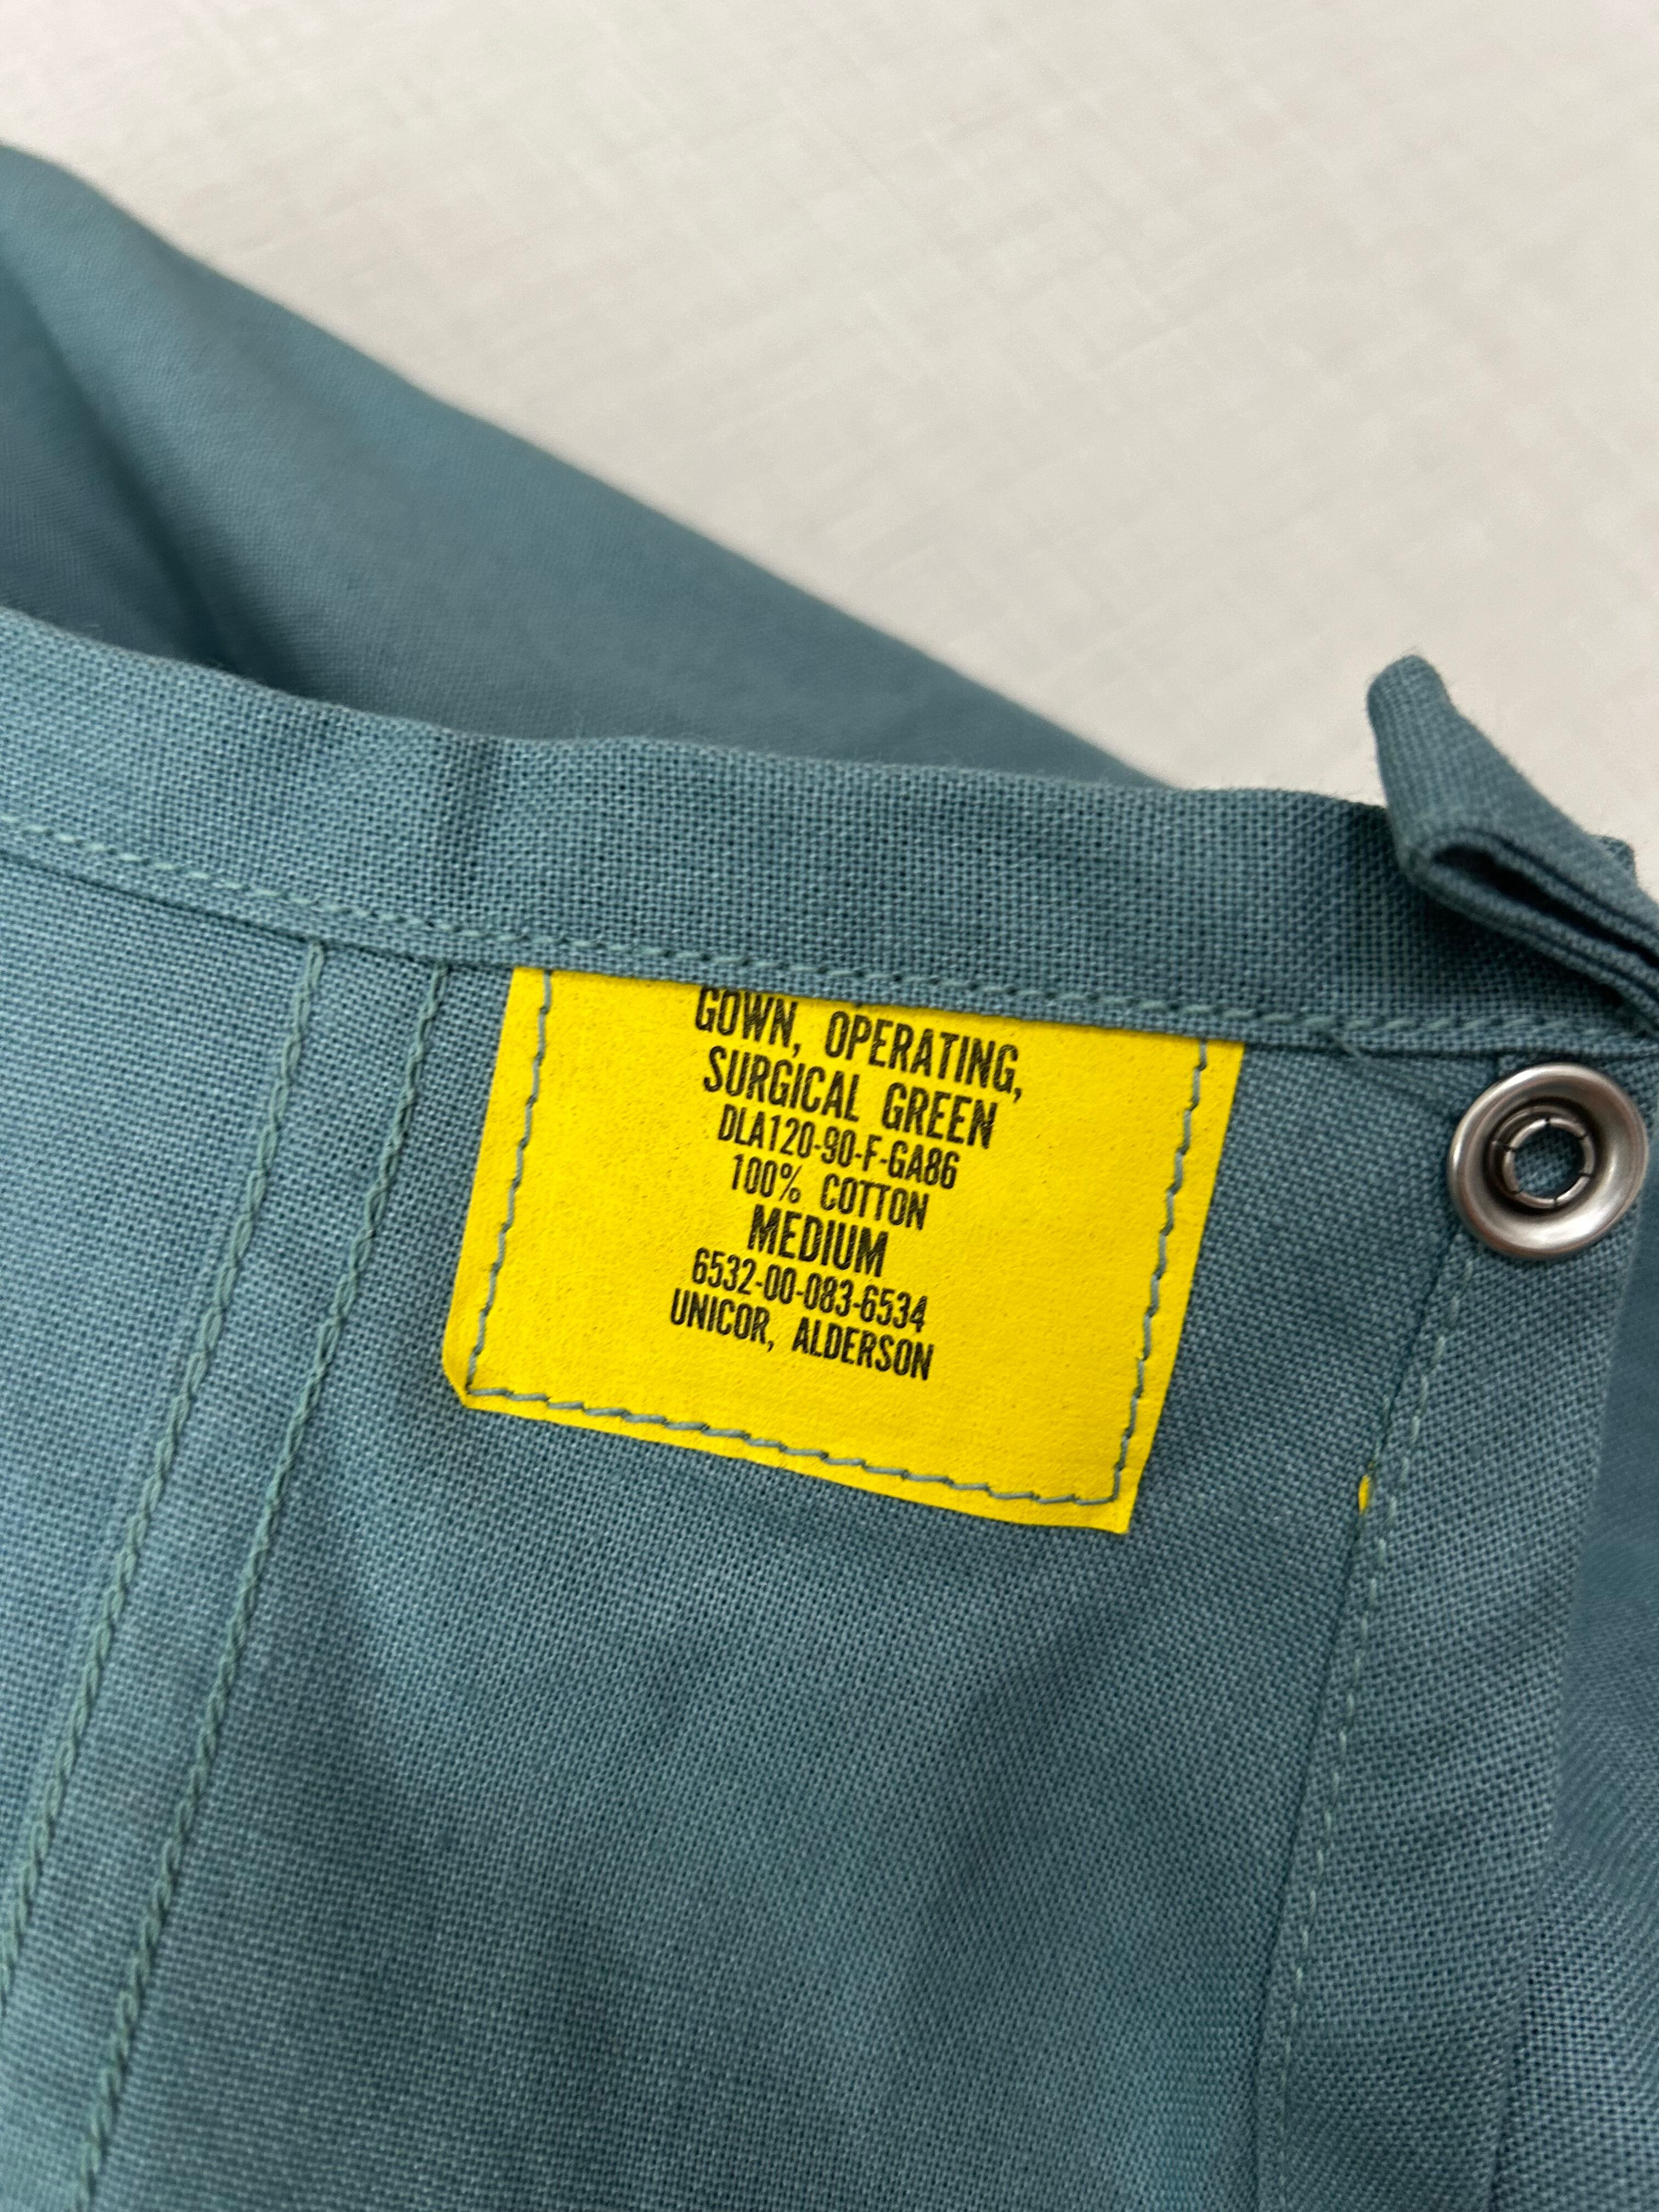 GOWN, OPERATING,
SURGICAL GREEN
DLA120-90-F-GA86
100% COTTON
MEDIUM
6532-00-083-6534
UNICOR, ALDERSON